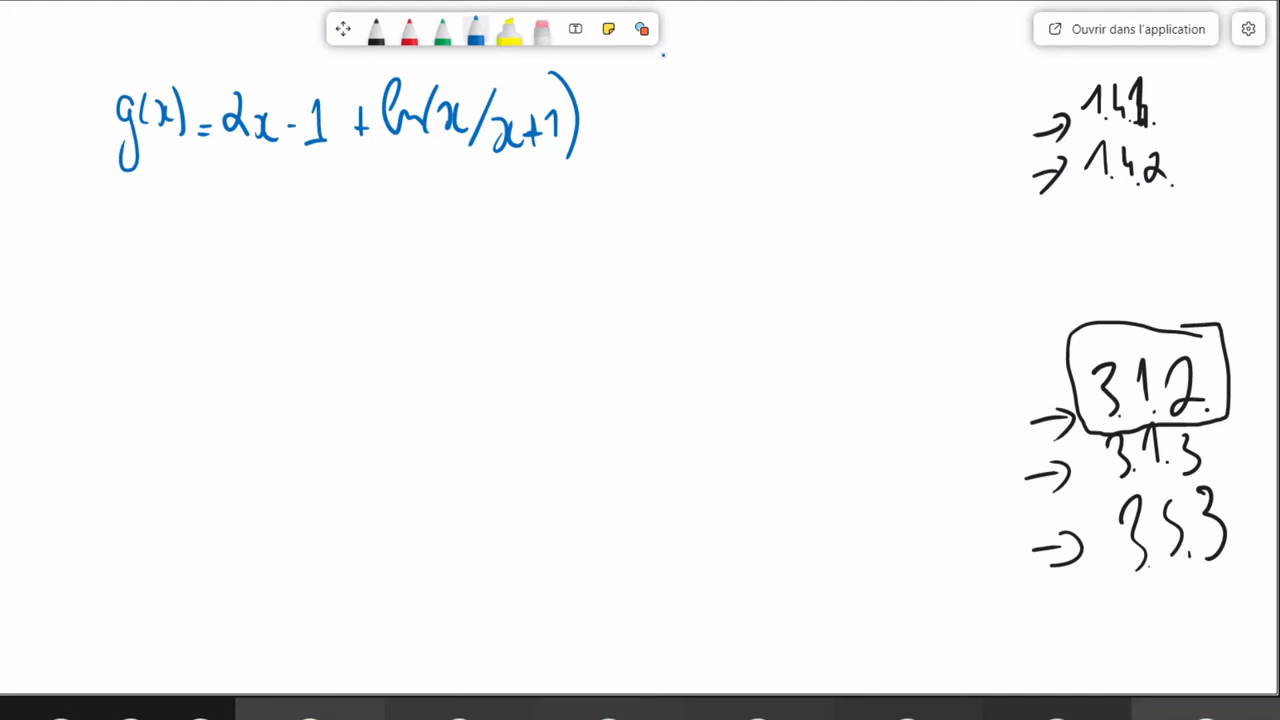 Ouvrir dans l'application
g(x) = 2x - 1 + ln(x/x+1)
→ 1.4.1.
→ 1.4.2.
→ 3.1.2.
→ 3.1.3
→ 3.5.3